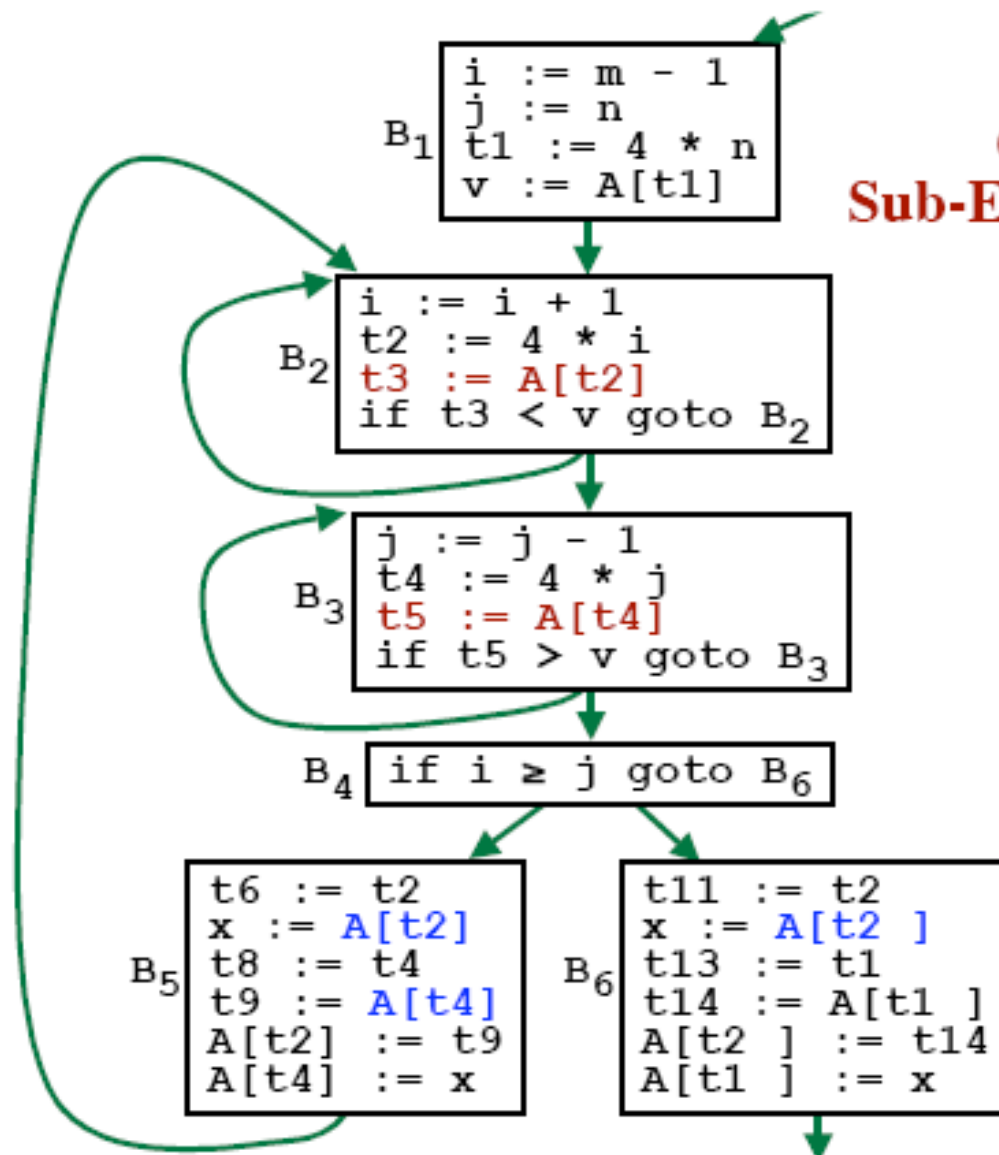 i := m - 1
j := n
B1
t1 := 4 * n
v := A[t1]
Sub-E
i := i + 1
t2 := 4 * i
B2
t3 := A[t2]
if t3 < v goto B2
j := j - 1
t4 := 4 * j
B3
t5 := A[t4]
if t5 > v goto B3
B4
if i ≥ j goto B6
t6 := t2
x := A[t2]
B5
t8 := t4
t9 := A[t4]
A[t2] := t9
A[t4] := x
t11 := t2
x := A[t2 ]
B6
t13 := t1
t14 := A[t1 ]
A[t2 ] := t14
A[t1 ] := x